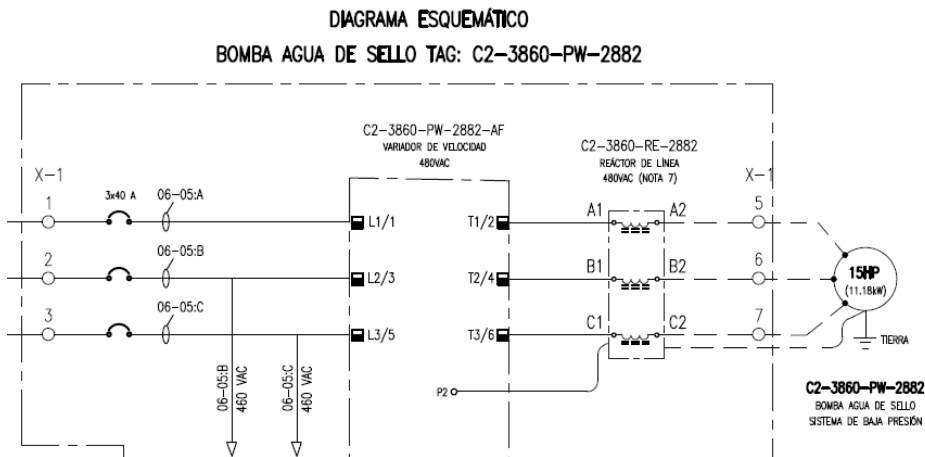 DIAGRAMA ESQUEMÁTICO
BOMBA AGUA DE SELLO TAG: C2-3860-PW-2882
C2-3860-PW-2882-AF
VARIADOR DE VELOCIDAD
480VAC
C2-3860-RE-2882
REÁCTOR DE LÍNEA
480VAC (NOTA 7)
X-1
X-1
1
3x40 A
06-05:A
L1/1
T1/2
A1
A2
5
2
06-05:B
L2/3
T2/4
B1
B2
6
15HP
(11.18kW)
3
06-05:C
L3/5
T3/6
C1
C2
7
TIERRA
06-05:B
460 VAC
06-05:C
460 VAC
P2
C2-3860-PW-2882
BOMBA AGUA DE SELLO
SISTEMA DE BAJA PRESIÓN